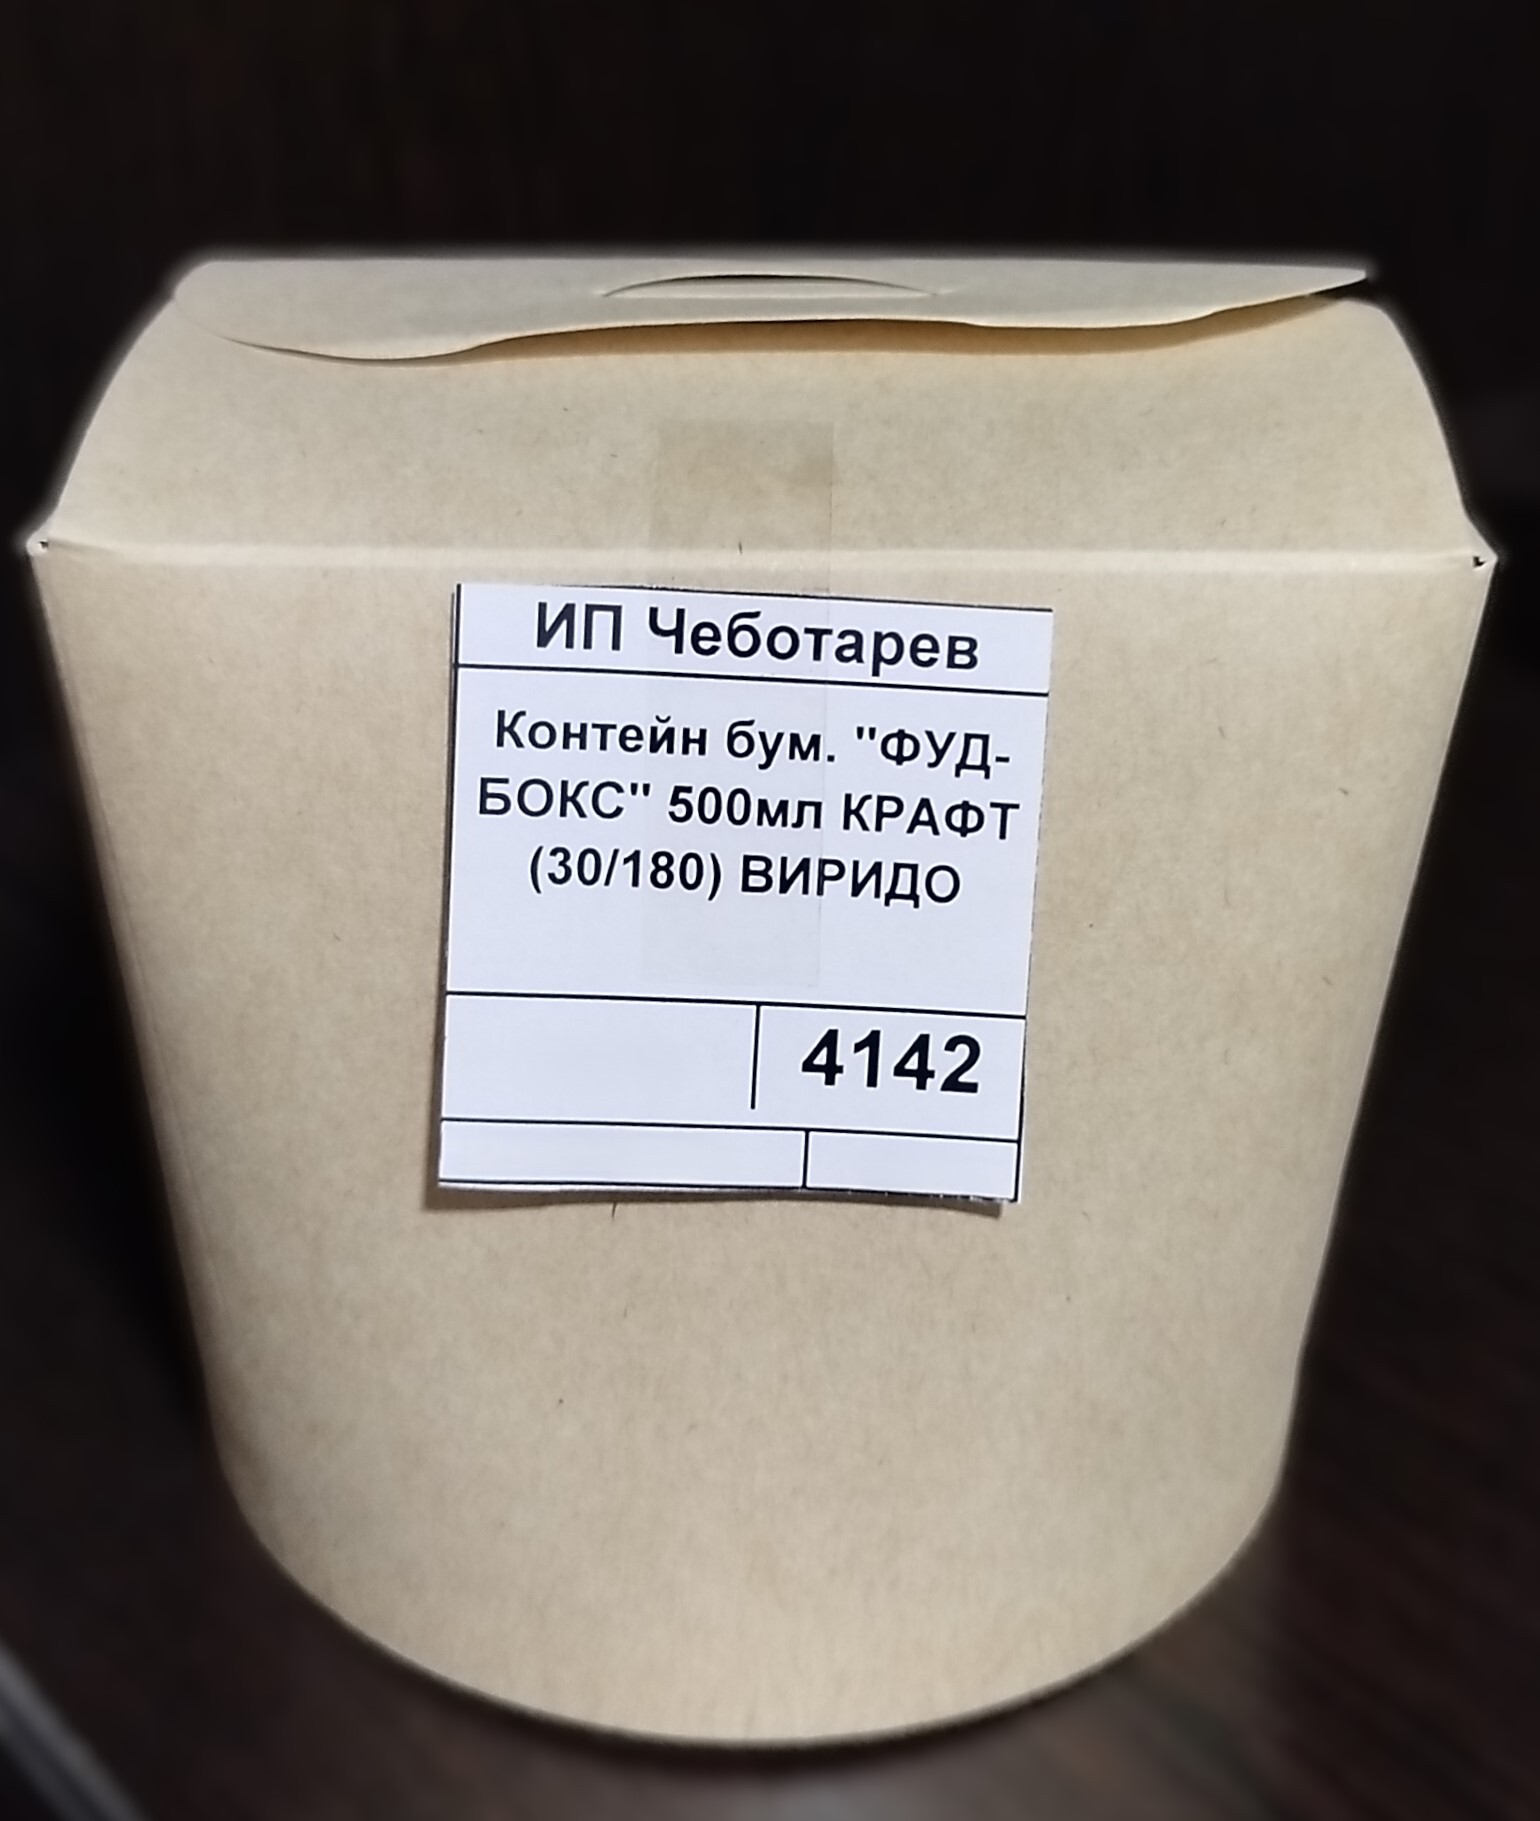 ИП Чеботарев
Контейн бум. "ФУД-
БОКС" 500мл КРАФТ
(30/180) ВИРИДО
4142